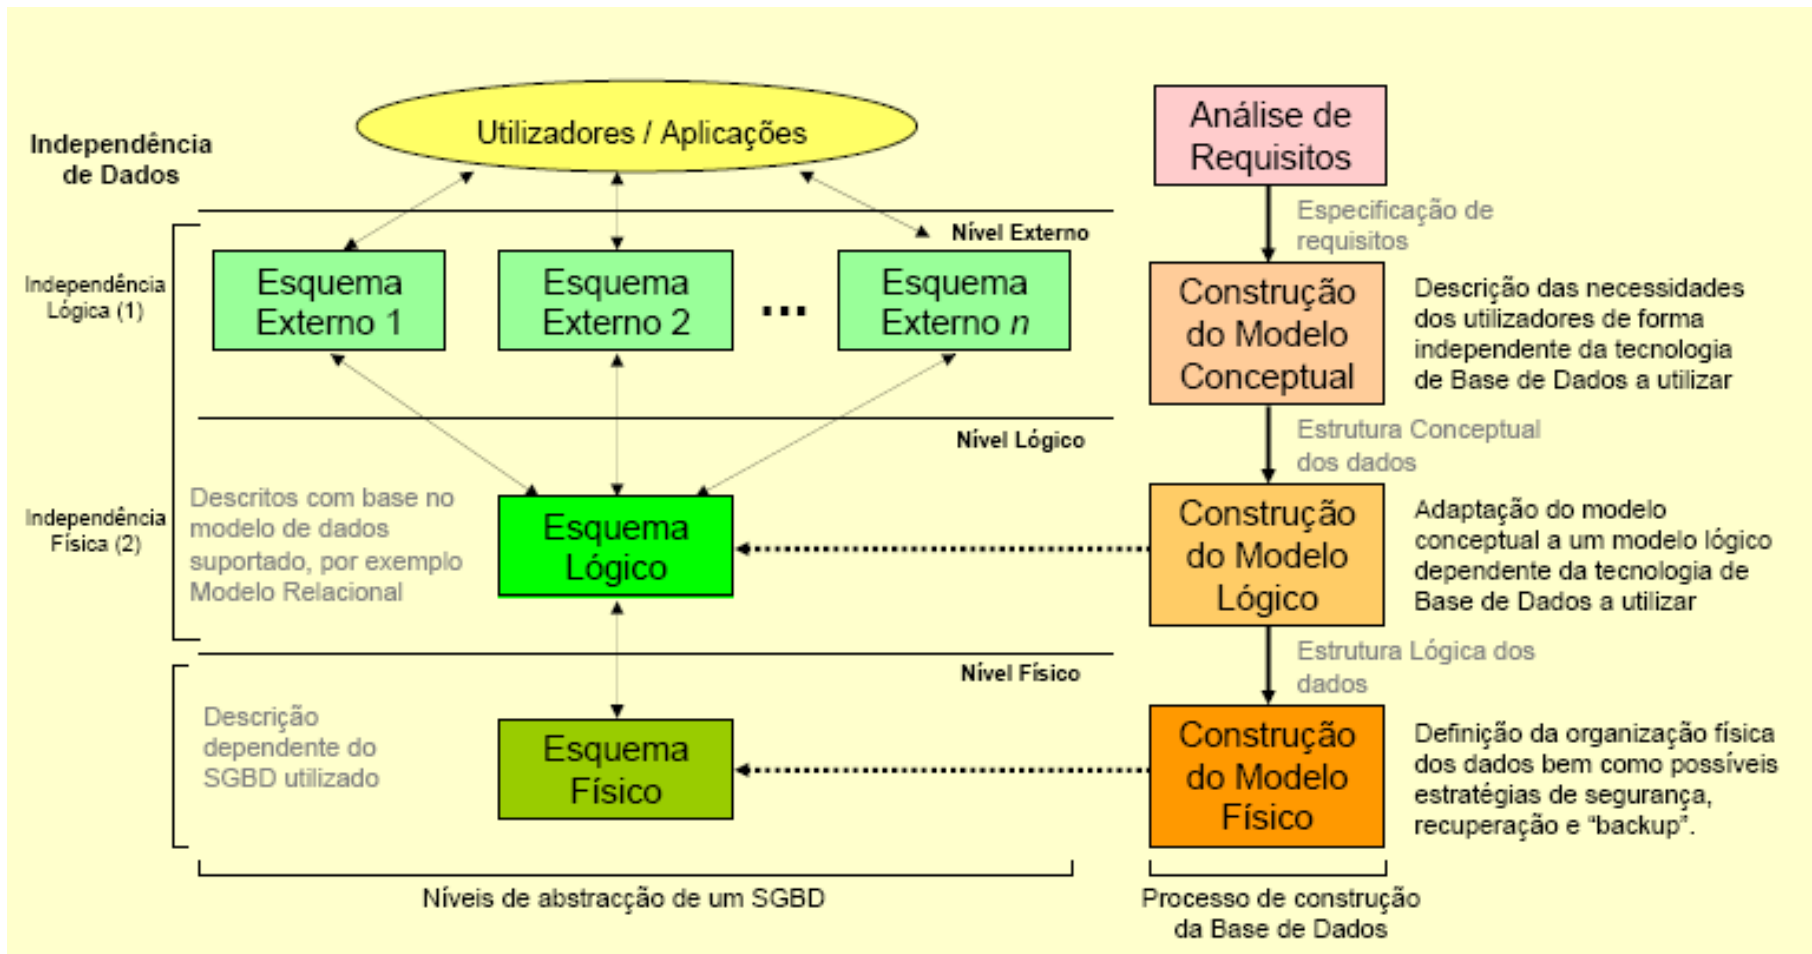 Independência
de Dados
Utilizadores / Aplicações
Nível Externo
Independência
Lógica (1)
Esquema
Externo 1
Esquema
Externo 2
...
Esquema
Externo n
Nível Lógico
Independência
Física (2)
Descritos com base no
modelo de dados
suportado, por exemplo
Modelo Relacional
Esquema
Lógico
Nível Físico
Descrição
dependente do
SGBD utilizado
Esquema
Físico
Níveis de abstracção de um SGBD
Análise de
Requisitos
Especificação de
requisitos
Construção
do Modelo
Conceptual
Descrição das necessidades
dos utilizadores de forma
independente da tecnologia
de Base de Dados a utilizar
Estrutura Conceptual
dos dados
Construção
do Modelo
Lógico
Adaptação do modelo
conceptual a um modelo lógico
dependente da tecnologia de
Base de Dados a utilizar
Estrutura Lógica dos
dados
Construção
do Modelo
Físico
Definição da organização física
dos dados bem como possíveis
estratégias de segurança,
recuperação e “backup”.
Processo de construção
da Base de Dados